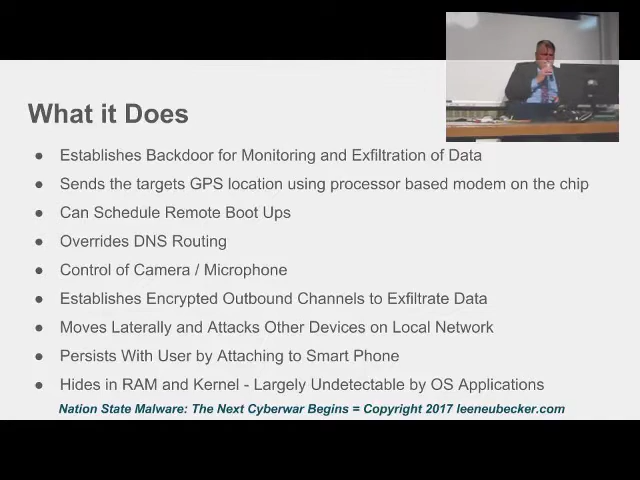 What it Does
● Establishes Backdoor for Monitoring and Exfiltration of Data
● Sends the targets GPS location using processor based modem on the chip
● Can Schedule Remote Boot Ups
● Overrides DNS Routing
● Control of Camera / Microphone
● Establishes Encrypted Outbound Channels to Exfiltrate Data
● Moves Laterally and Attacks Other Devices on Local Network
● Persists With User by Attaching to Smart Phone
● Hides in RAM and Kernel - Largely Undetectable by OS Applications
Nation State Malware: The Next Cyberwar Begins = Copyright 2017 leeneubecker.com